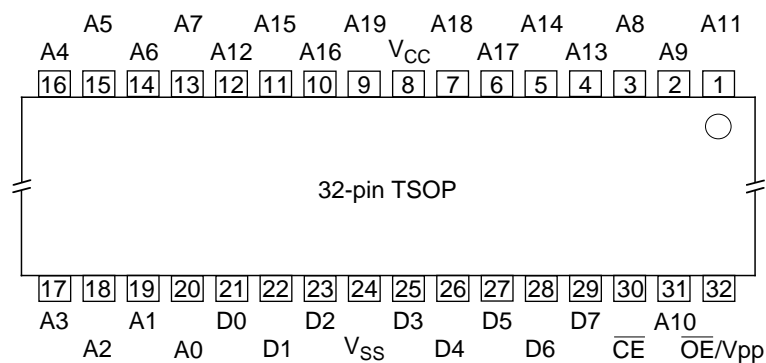 A5 A7 A15 A19 A18 A14 A8 A11
A4 A6 A12 A16 VCC A17 A13 A9
16 15 14 13 12 11 10 9 8 7 6 5 4 3 2 1
32-pin TSOP
17 18 19 20 21 22 23 24 25 26 27 28 29 30 31 32
A3 A1 D0 D2 D3 D5 D7 A10
A2 A0 D1 VSS D4 D6 C̅E̅ O̅E̅/Vpp